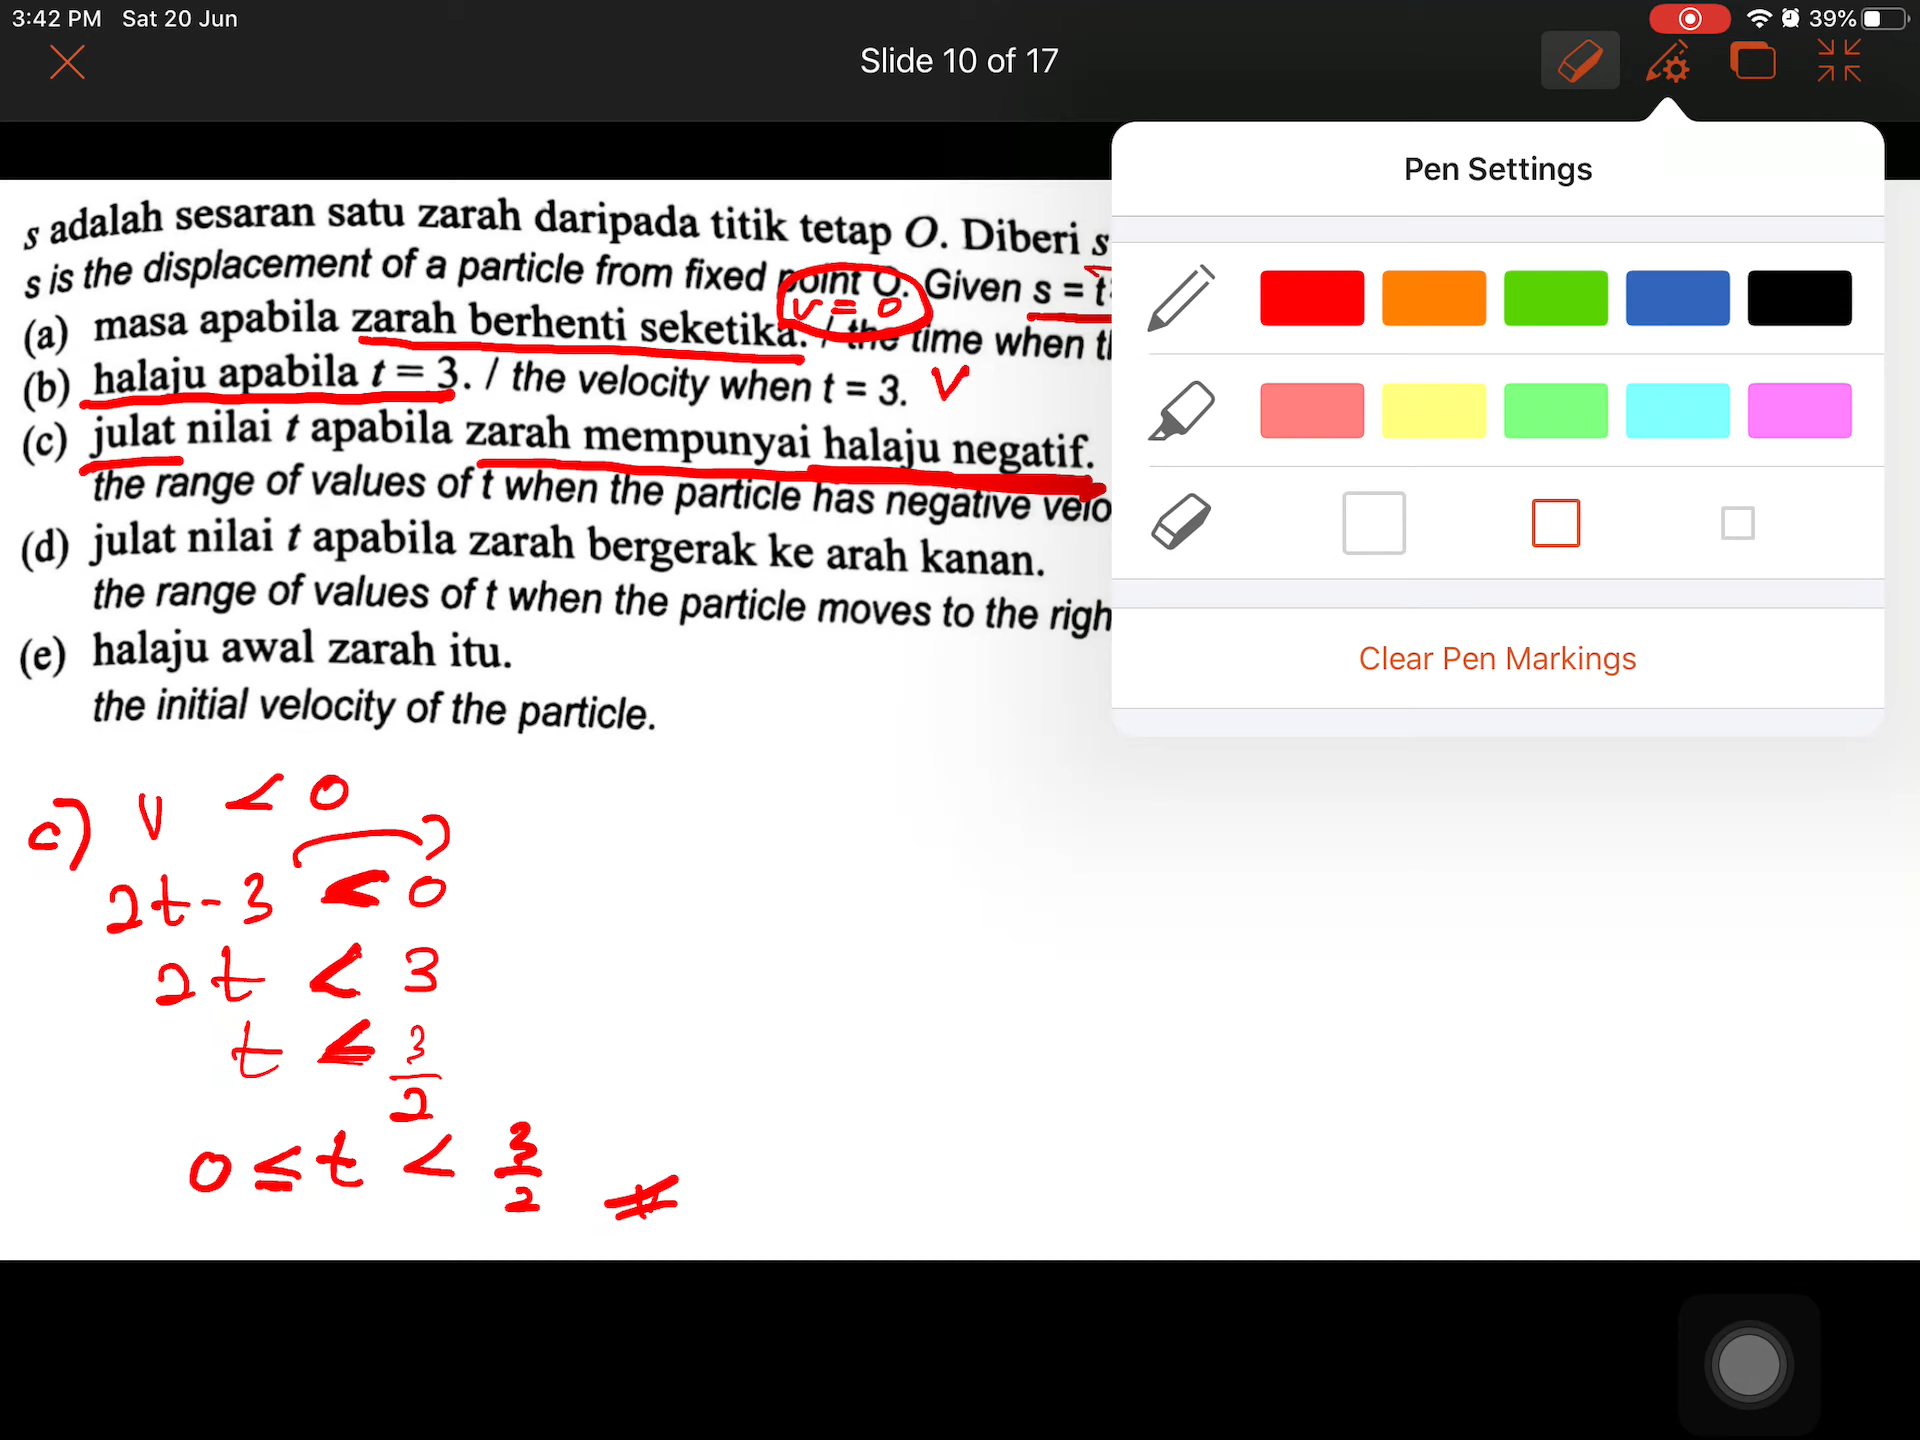 3:42 PM Sat 20 Jun
39%
Slide 10 of 17
Pen Settings
Clear Pen Markings
s adalah sesaran satu zarah daripada titik tetap O. Diberi s
s is the displacement of a particle from fixed point O. Given s = t
v = 0
(a) masa apabila zarah berhenti seketika. / the time when
(b) halaju apabila t = 3. / the velocity when t = 3. v
(c) julat nilai t apabila zarah mempunyai halaju negatif.
the range of values of t when the particle has negative velo
(d) julat nilai t apabila zarah bergerak ke arah kanan.
the range of values of t when the particle moves to the righ
(e) halaju awal zarah itu.
the initial velocity of the particle.
c) v < 0
2t - 3 < 0
2t < 3
t < 3/2
0 ≤ t < 3/2 #